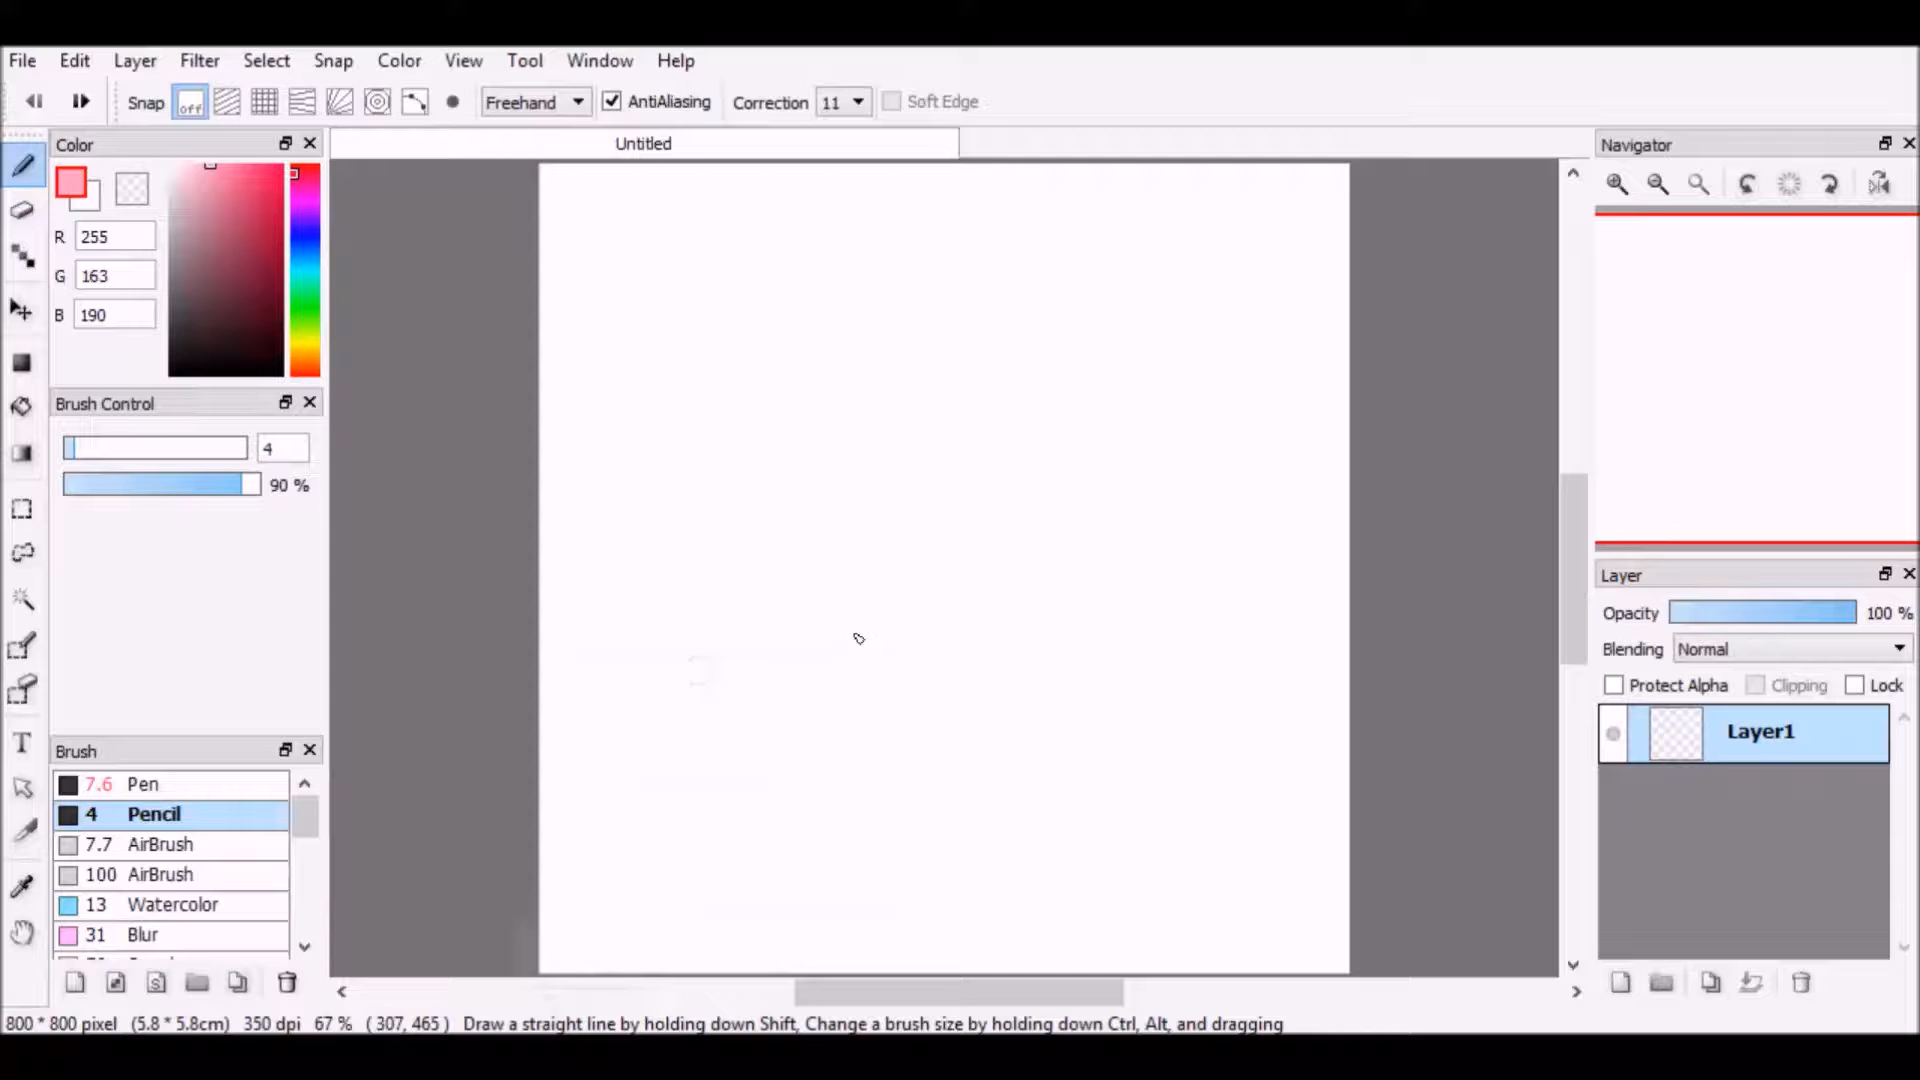 File Edit Layer Filter Select Snap Color View Tool Window Help
Snap off Freehand AntiAliasing Correction 11 Soft Edge
Color
R 255
G 163
B 190
Brush Control
4
90 %
Brush
7.6 Pen
4 Pencil
7.7 AirBrush
100 AirBrush
13 Watercolor
31 Blur
Untitled
Navigator
Layer
Opacity 100 %
Blending Normal
Protect Alpha Clipping Lock
Layer1
800 * 800 pixel (5.8 * 5.8cm) 350 dpi 67 % ( 307, 465 ) Draw a straight line by holding down Shift, Change a brush size by holding down Ctrl, Alt, and dragging